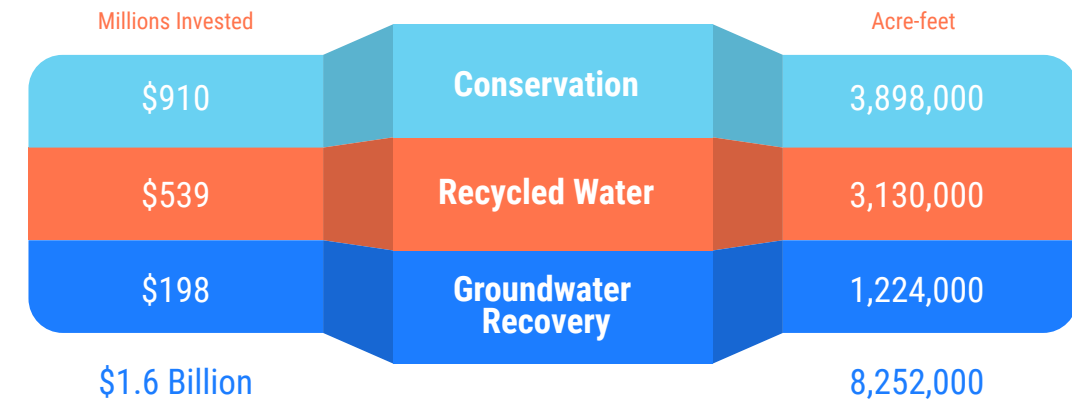 Millions Invested
Acre-feet
$910
Conservation
3,898,000
$539
Recycled Water
3,130,000
$198
Groundwater
Recovery
1,224,000
$1.6 Billion
8,252,000